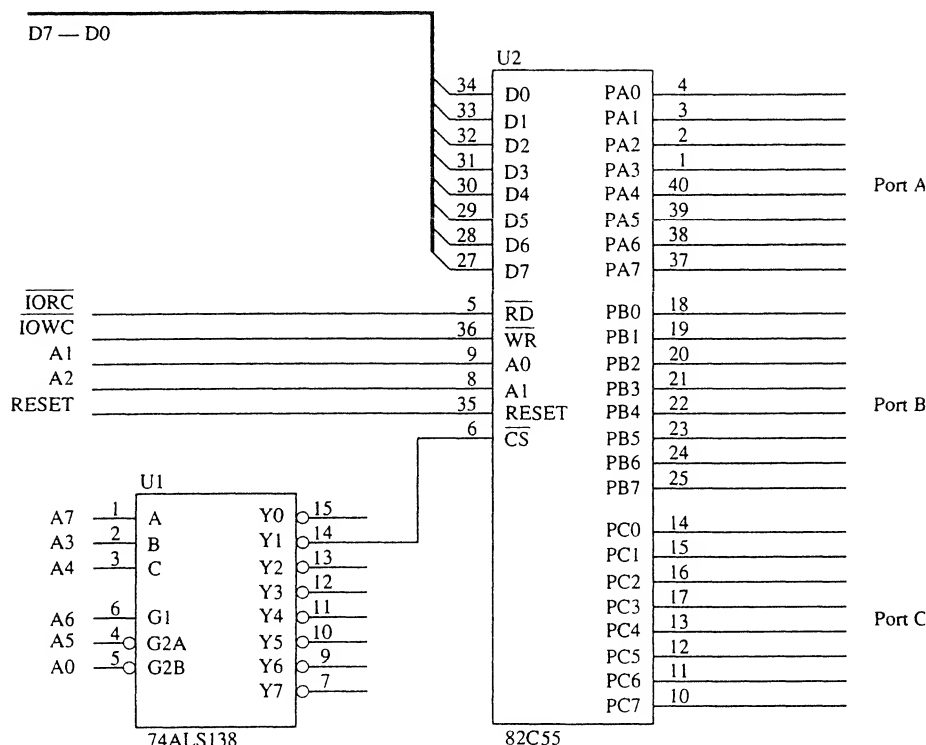 D7 — D0
U2
34 D0 PA0 4
33 D1 PA1 3
32 D2 PA2 2
31 D3 PA3 1
30 D4 PA4 40
Port A
29 D5 PA5 39
28 D6 PA6 38
27 D7 PA7 37
IORC 5 RD PB0 18
IOWC 36 WR PB1 19
A1 9 A0 PB2 20
A2 8 A1 PB3 21
RESET 35 RESET PB4 22
Port B
6 CS PB5 23
PB6 24
PB7 25
U1
A7 1 A Y0 15
A3 2 B Y1 14
A4 3 C Y2 13
Y3 12
A6 6 G1 Y4 11
A5 4 G2A Y5 10
A0 5 G2B Y6 9
Y7 7
74ALS138
PC0 14
PC1 15
PC2 16
PC3 17
PC4 13
Port C
PC5 12
PC6 11
PC7 10
82C55